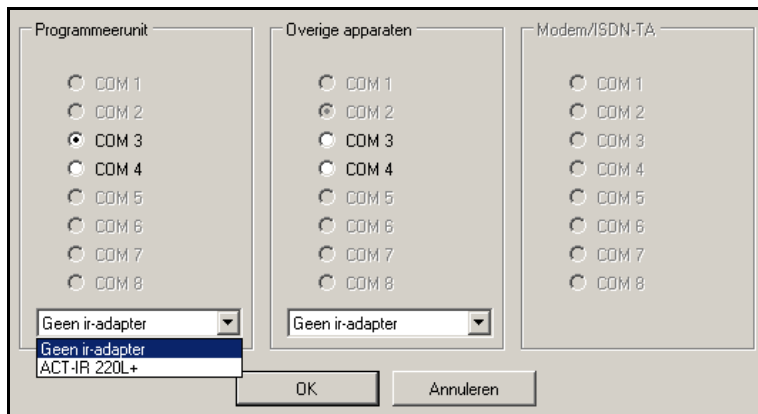 Programmeerunit
COM 1
COM 2
COM 3
COM 4
COM 5
COM 6
COM 7
COM 8
Geen ir-adapter
Geen ir-adapter
ACT-IR 220L+
Overige apparaten
COM 1
COM 2
COM 3
COM 4
COM 5
COM 6
COM 7
COM 8
Geen ir-adapter
Modem/ISDN-TA
COM 1
COM 2
COM 3
COM 4
COM 5
COM 6
COM 7
COM 8
OK
Annuleren